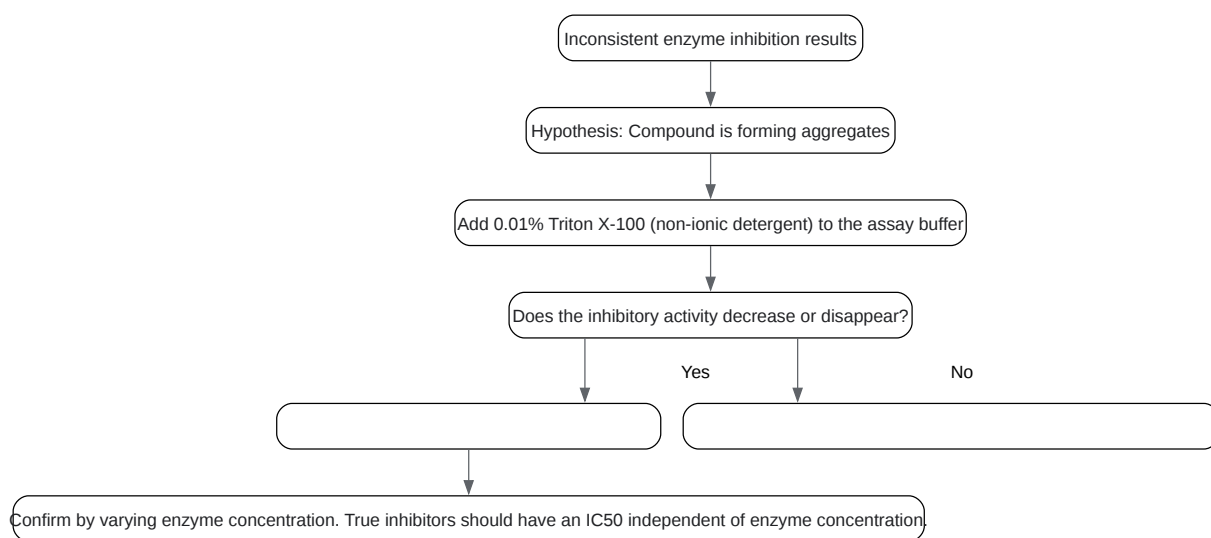 Inconsistent enzyme inhibition results
Hypothesis: Compound is forming aggregates
Add 0.01% Triton X-100 (non-ionic detergent) to the assay buffer
Does the inhibitory activity decrease or disappear?
Yes
No
Confirm by varying enzyme concentration. True inhibitors should have an IC50 independent of enzyme concentration.